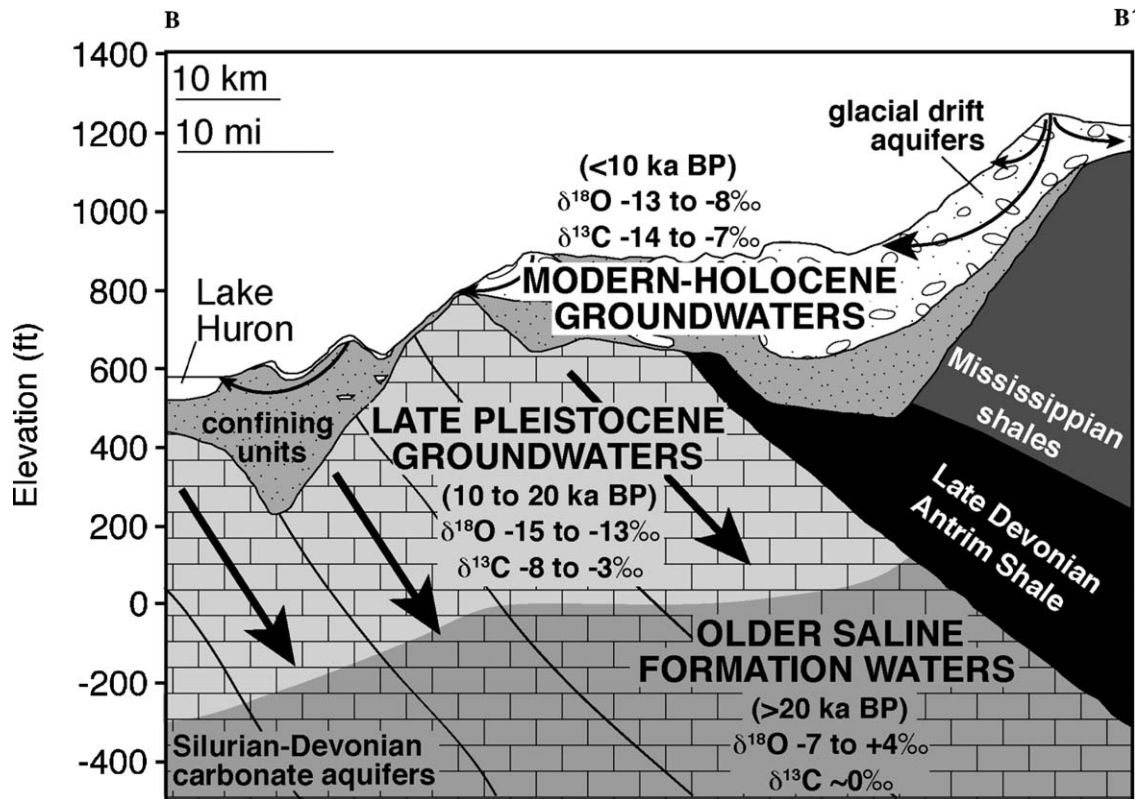 B
B´
1400
1200
1000
800
600
400
200
0
-200
-400
Elevation (ft)
10 km
10 mi
glacial drift
aquifers
(<10 ka BP)
δ¹⁸O -13 to -8‰
δ¹³C -14 to -7‰
MODERN-HOLOCENE
GROUNDWATERS
Lake
Huron
confining
units
LATE PLEISTOCENE
GROUNDWATERS
(10 to 20 ka BP)
δ¹⁸O -15 to -13‰
δ¹³C -8 to -3‰
Mississippian
shales
Late Devonian
Antrim Shale
OLDER SALINE
FORMATION WATERS
(>20 ka BP)
δ¹⁸O -7 to +4‰
δ¹³C ~0‰
Silurian-Devonian
carbonate aquifers